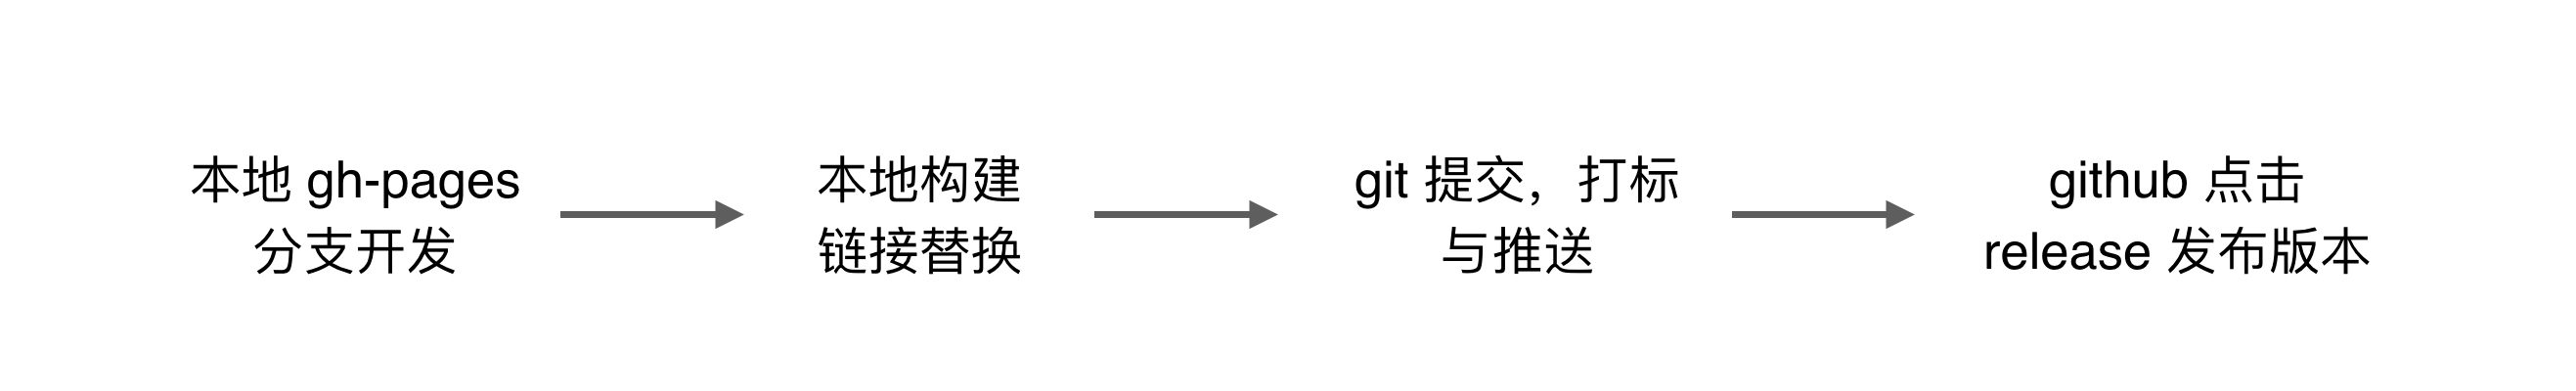 本地 gh-pages
分支开发
本地构建
链接替换
git 提交，打标
与推送
github 点击
release 发布版本